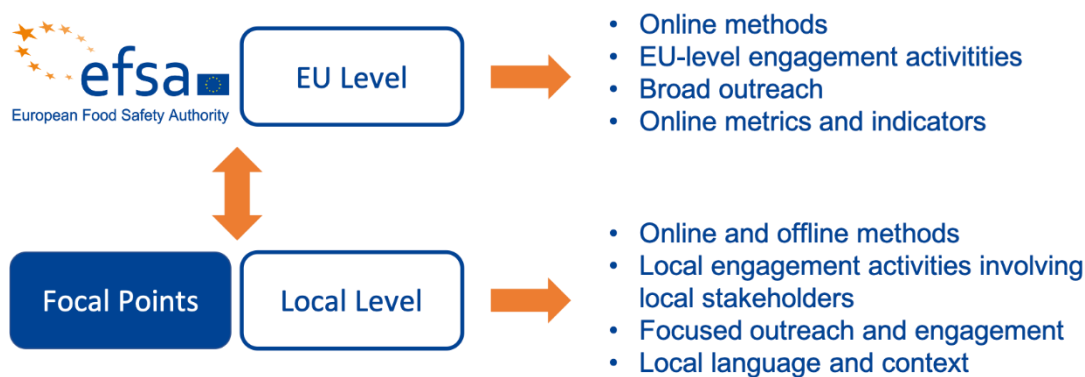 efsa
European Food Safety Authority
EU Level
• Online methods
• EU-level engagement activitities
• Broad outreach
• Online metrics and indicators
Focal Points
Local Level
• Online and offline methods
• Local engagement activities involving
local stakeholders
• Focused outreach and engagement
• Local language and context